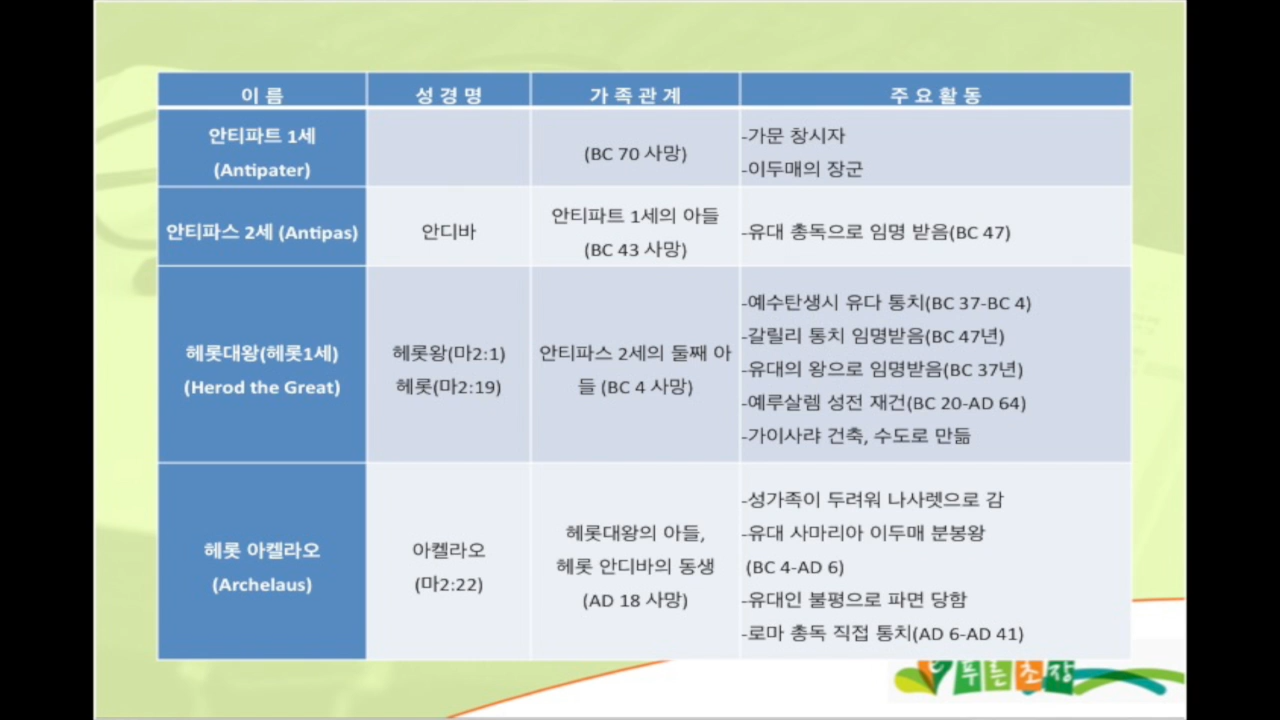 이 름 성 경 명 가 족 관 계 주 요 활 동
안티파트 1세
(Antipater)
(BC 70 사망)
-가문 창시자
-이두매의 장군
안티파스 2세 (Antipas)
안디바
안티파트 1세의 아들
(BC 43 사망)
-유대 총독으로 임명 받음(BC 47)
헤롯대왕(헤롯1세)
(Herod the Great)
헤롯왕(마2:1)
헤롯(마2:19)
안티파스 2세의 둘째 아
들 (BC 4 사망)
-예수탄생시 유다 통치(BC 37-BC 4)
-갈릴리 통치 임명받음(BC 47년)
-유대의 왕으로 임명받음(BC 37년)
-예루살렘 성전 재건(BC 20-AD 64)
-가이사랴 건축, 수도로 만듦
헤롯 아켈라오
(Archelaus)
아켈라오
(마2:22)
헤롯대왕의 아들,
헤롯 안디바의 동생
(AD 18 사망)
-성가족이 두려워 나사렛으로 감
-유대 사마리아 이두매 분봉왕
(BC 4-AD 6)
-유대인 불평으로 파면 당함
-로마 총독 직접 통치(AD 6-AD 41)
푸른초장